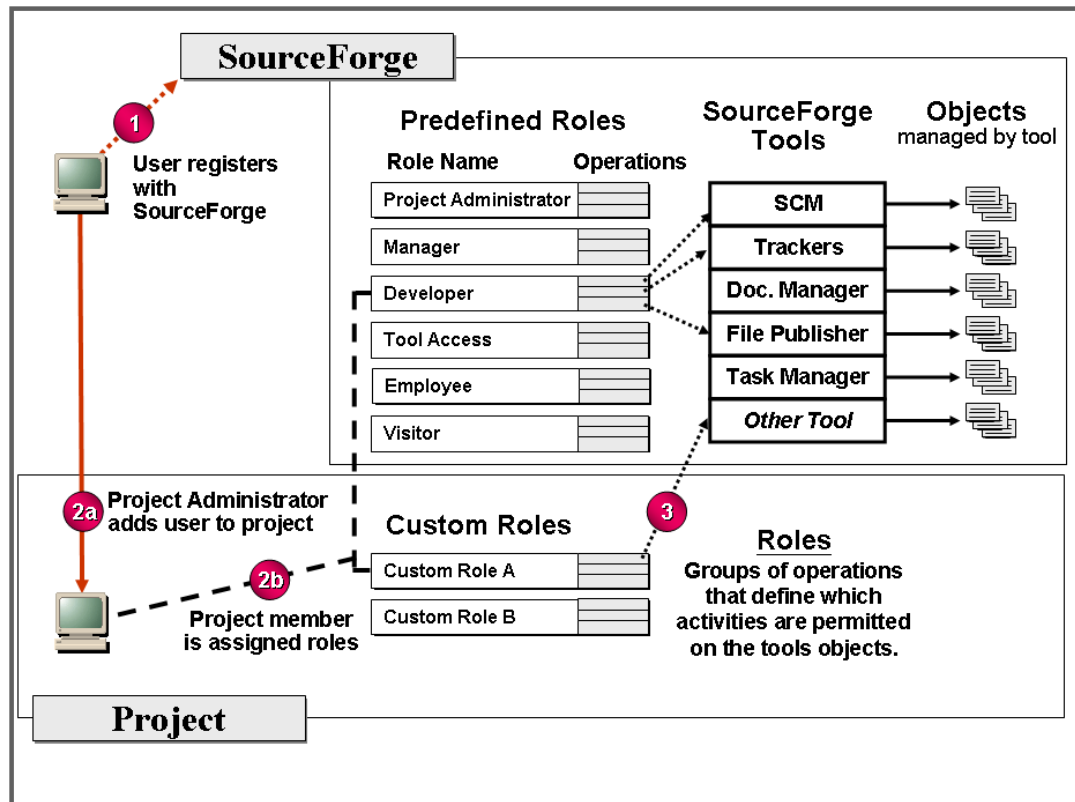 SourceForge
1
User registers
with
SourceForge
Predefined Roles
Role Name
Operations
Project Administrator
Manager
Developer
Tool Access
Employee
Visitor
SourceForge
Tools
SCM
Trackers
Doc. Manager
File Publisher
Task Manager
Other Tool
Objects
managed by tool
2a
Project Administrator
adds user to project
2b
Project member
is assigned roles
Custom Roles
Custom Role A
Custom Role B
3
Roles
Groups of operations
that define which
activities are permitted
on the tools objects.
Project